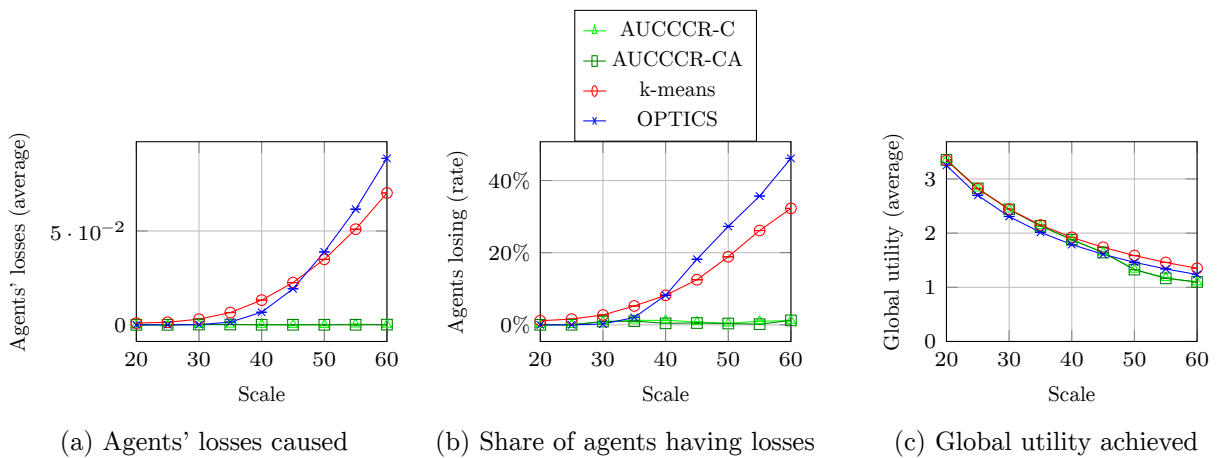 AUCCCR-C
AUCCCR-CA
k-means
OPTICS
Agents' losses (average)
5 · 10⁻²
0
20 30 40 50 60
Scale
(a) Agents' losses caused
Agents losing (rate)
40%
20%
0%
20 30 40 50 60
Scale
(b) Share of agents having losses
Global utility (average)
3
2
1
0
20 30 40 50 60
Scale
(c) Global utility achieved